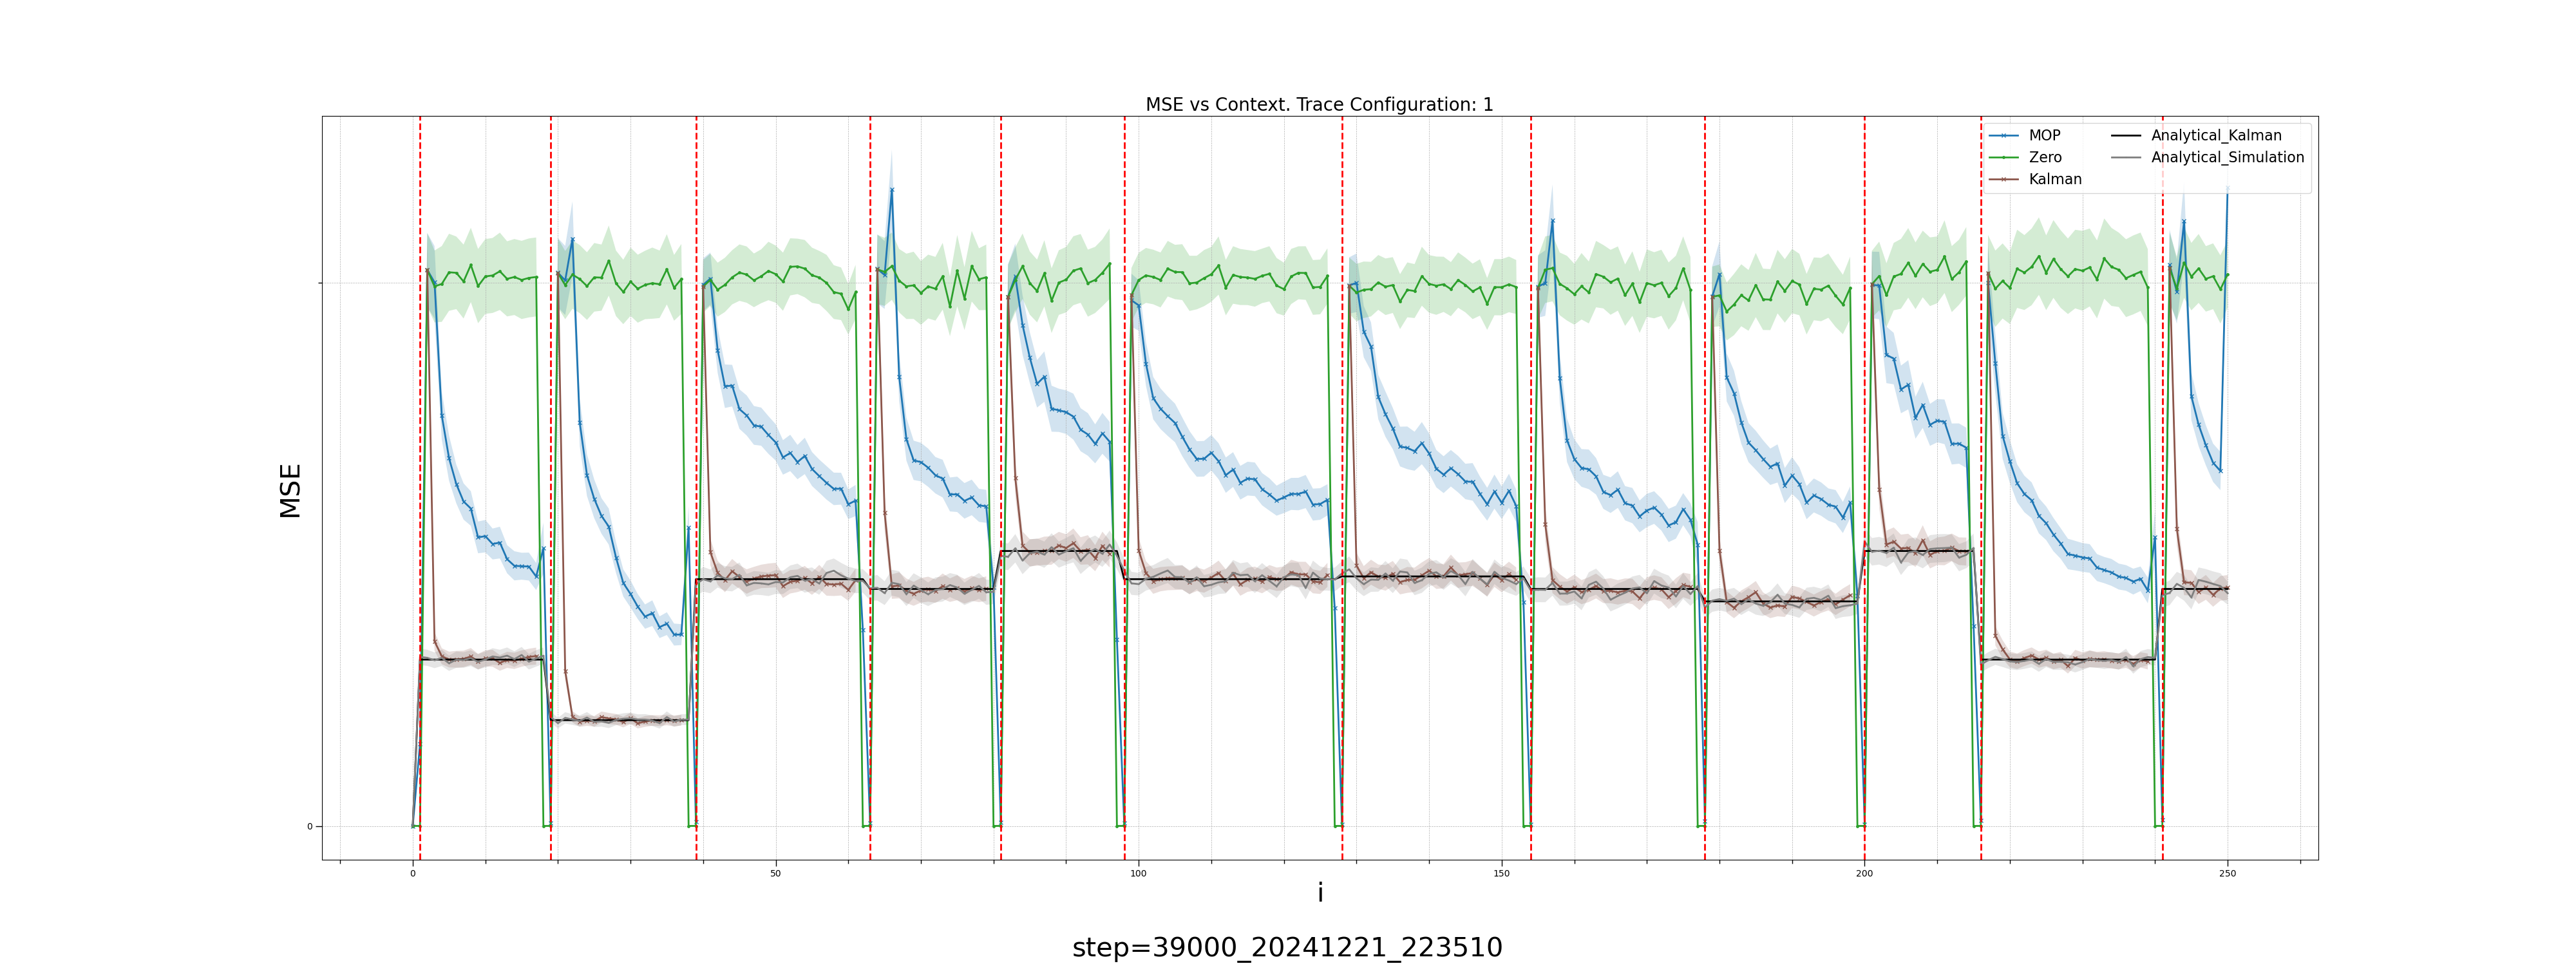 MSE vs Context. Trace Configuration: 1
MOP
Zero
Kalman
Analytical_Kalman
Analytical_Simulation
MSE
0
0
50
100
150
200
250
i
step=39000_20241221_223510